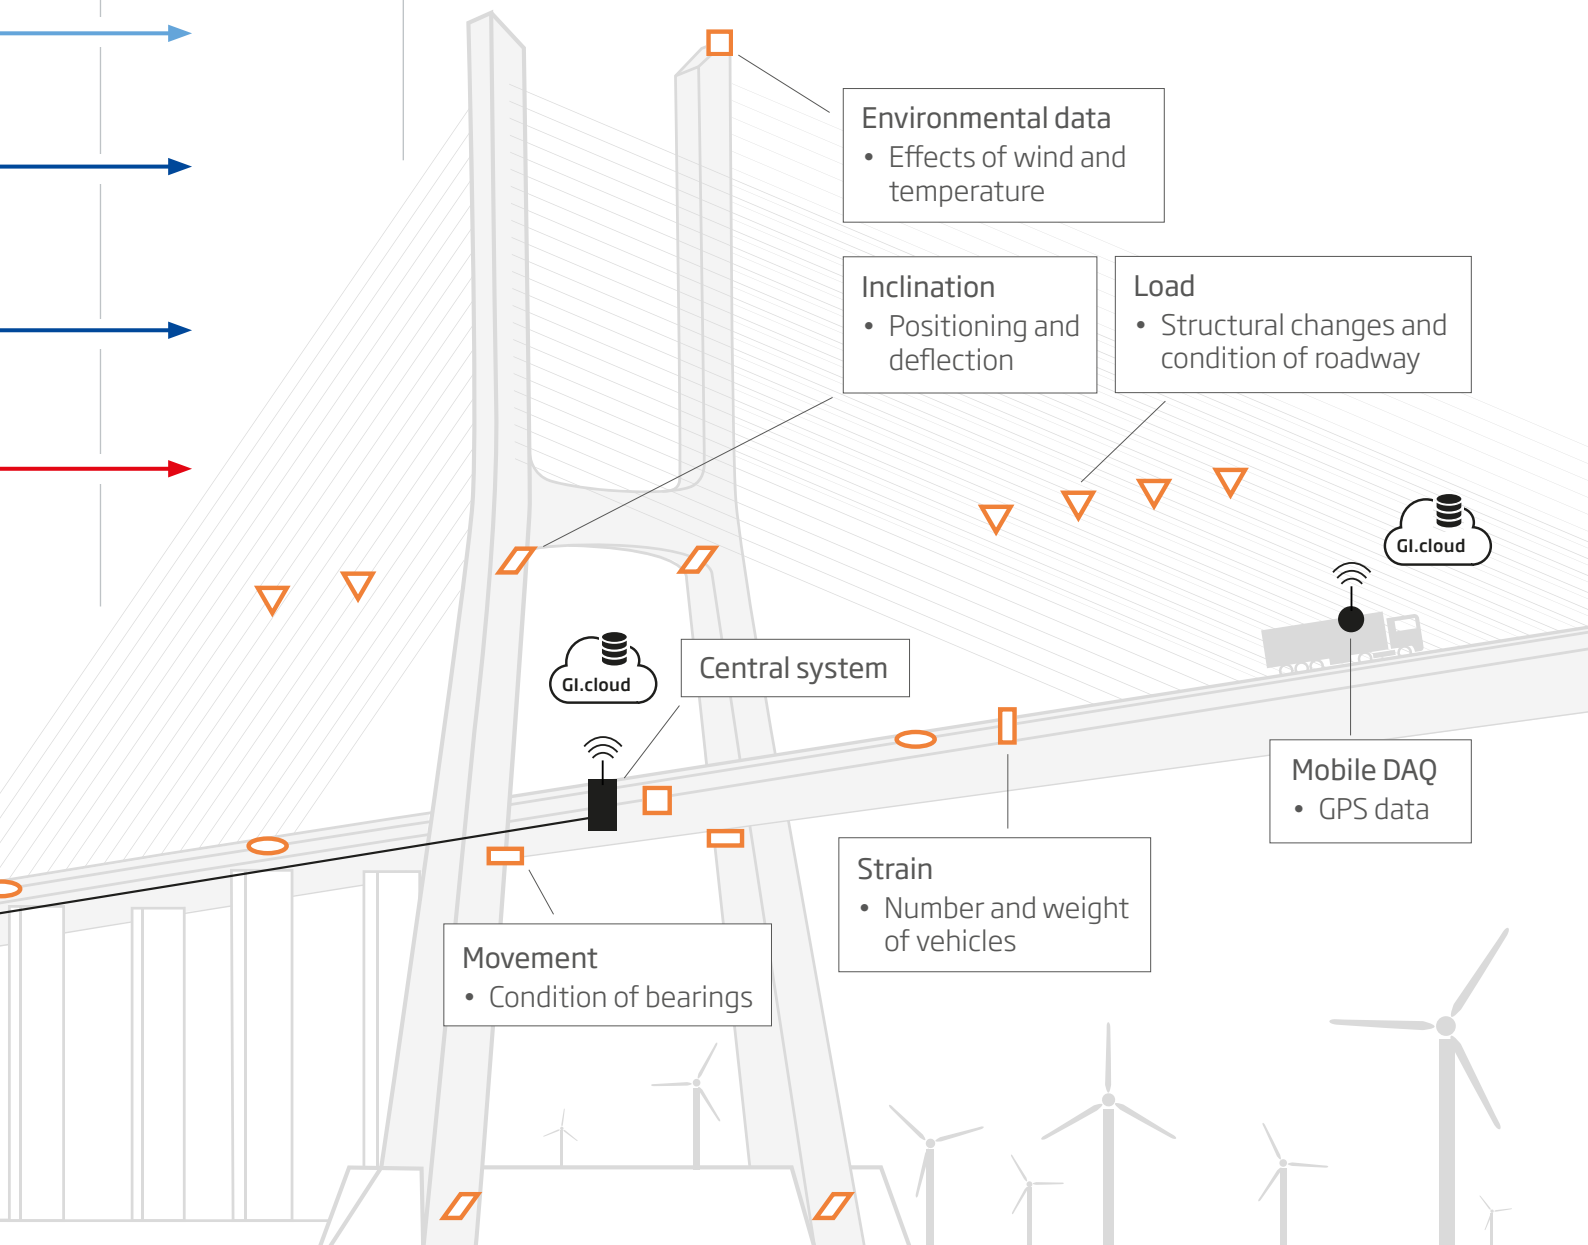 Environmental data
• Effects of wind and
temperature
Inclination
• Positioning and
deflection
Load
• Structural changes and
condition of roadway
GI.cloud
GI.cloud
Central system
Mobile DAQ
• GPS data
Strain
• Number and weight
of vehicles
Movement
• Condition of bearings